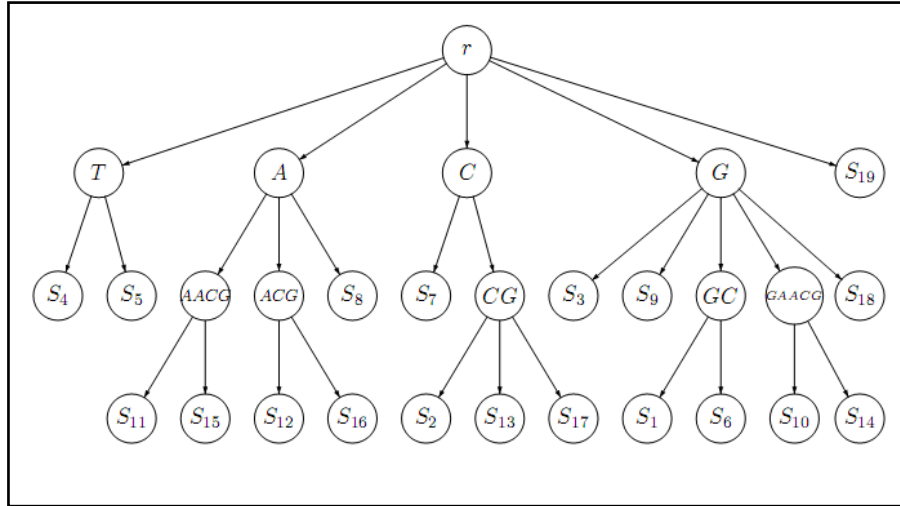 r
T A C G S₁₉
S₄ S₅ AACG ACG S₈ S₇ CG S₃ S₉ GC GAACG S₁₈
S₁₁ S₁₅ S₁₂ S₁₆ S₂ S₁₃ S₁₇ S₁ S₆ S₁₀ S₁₄